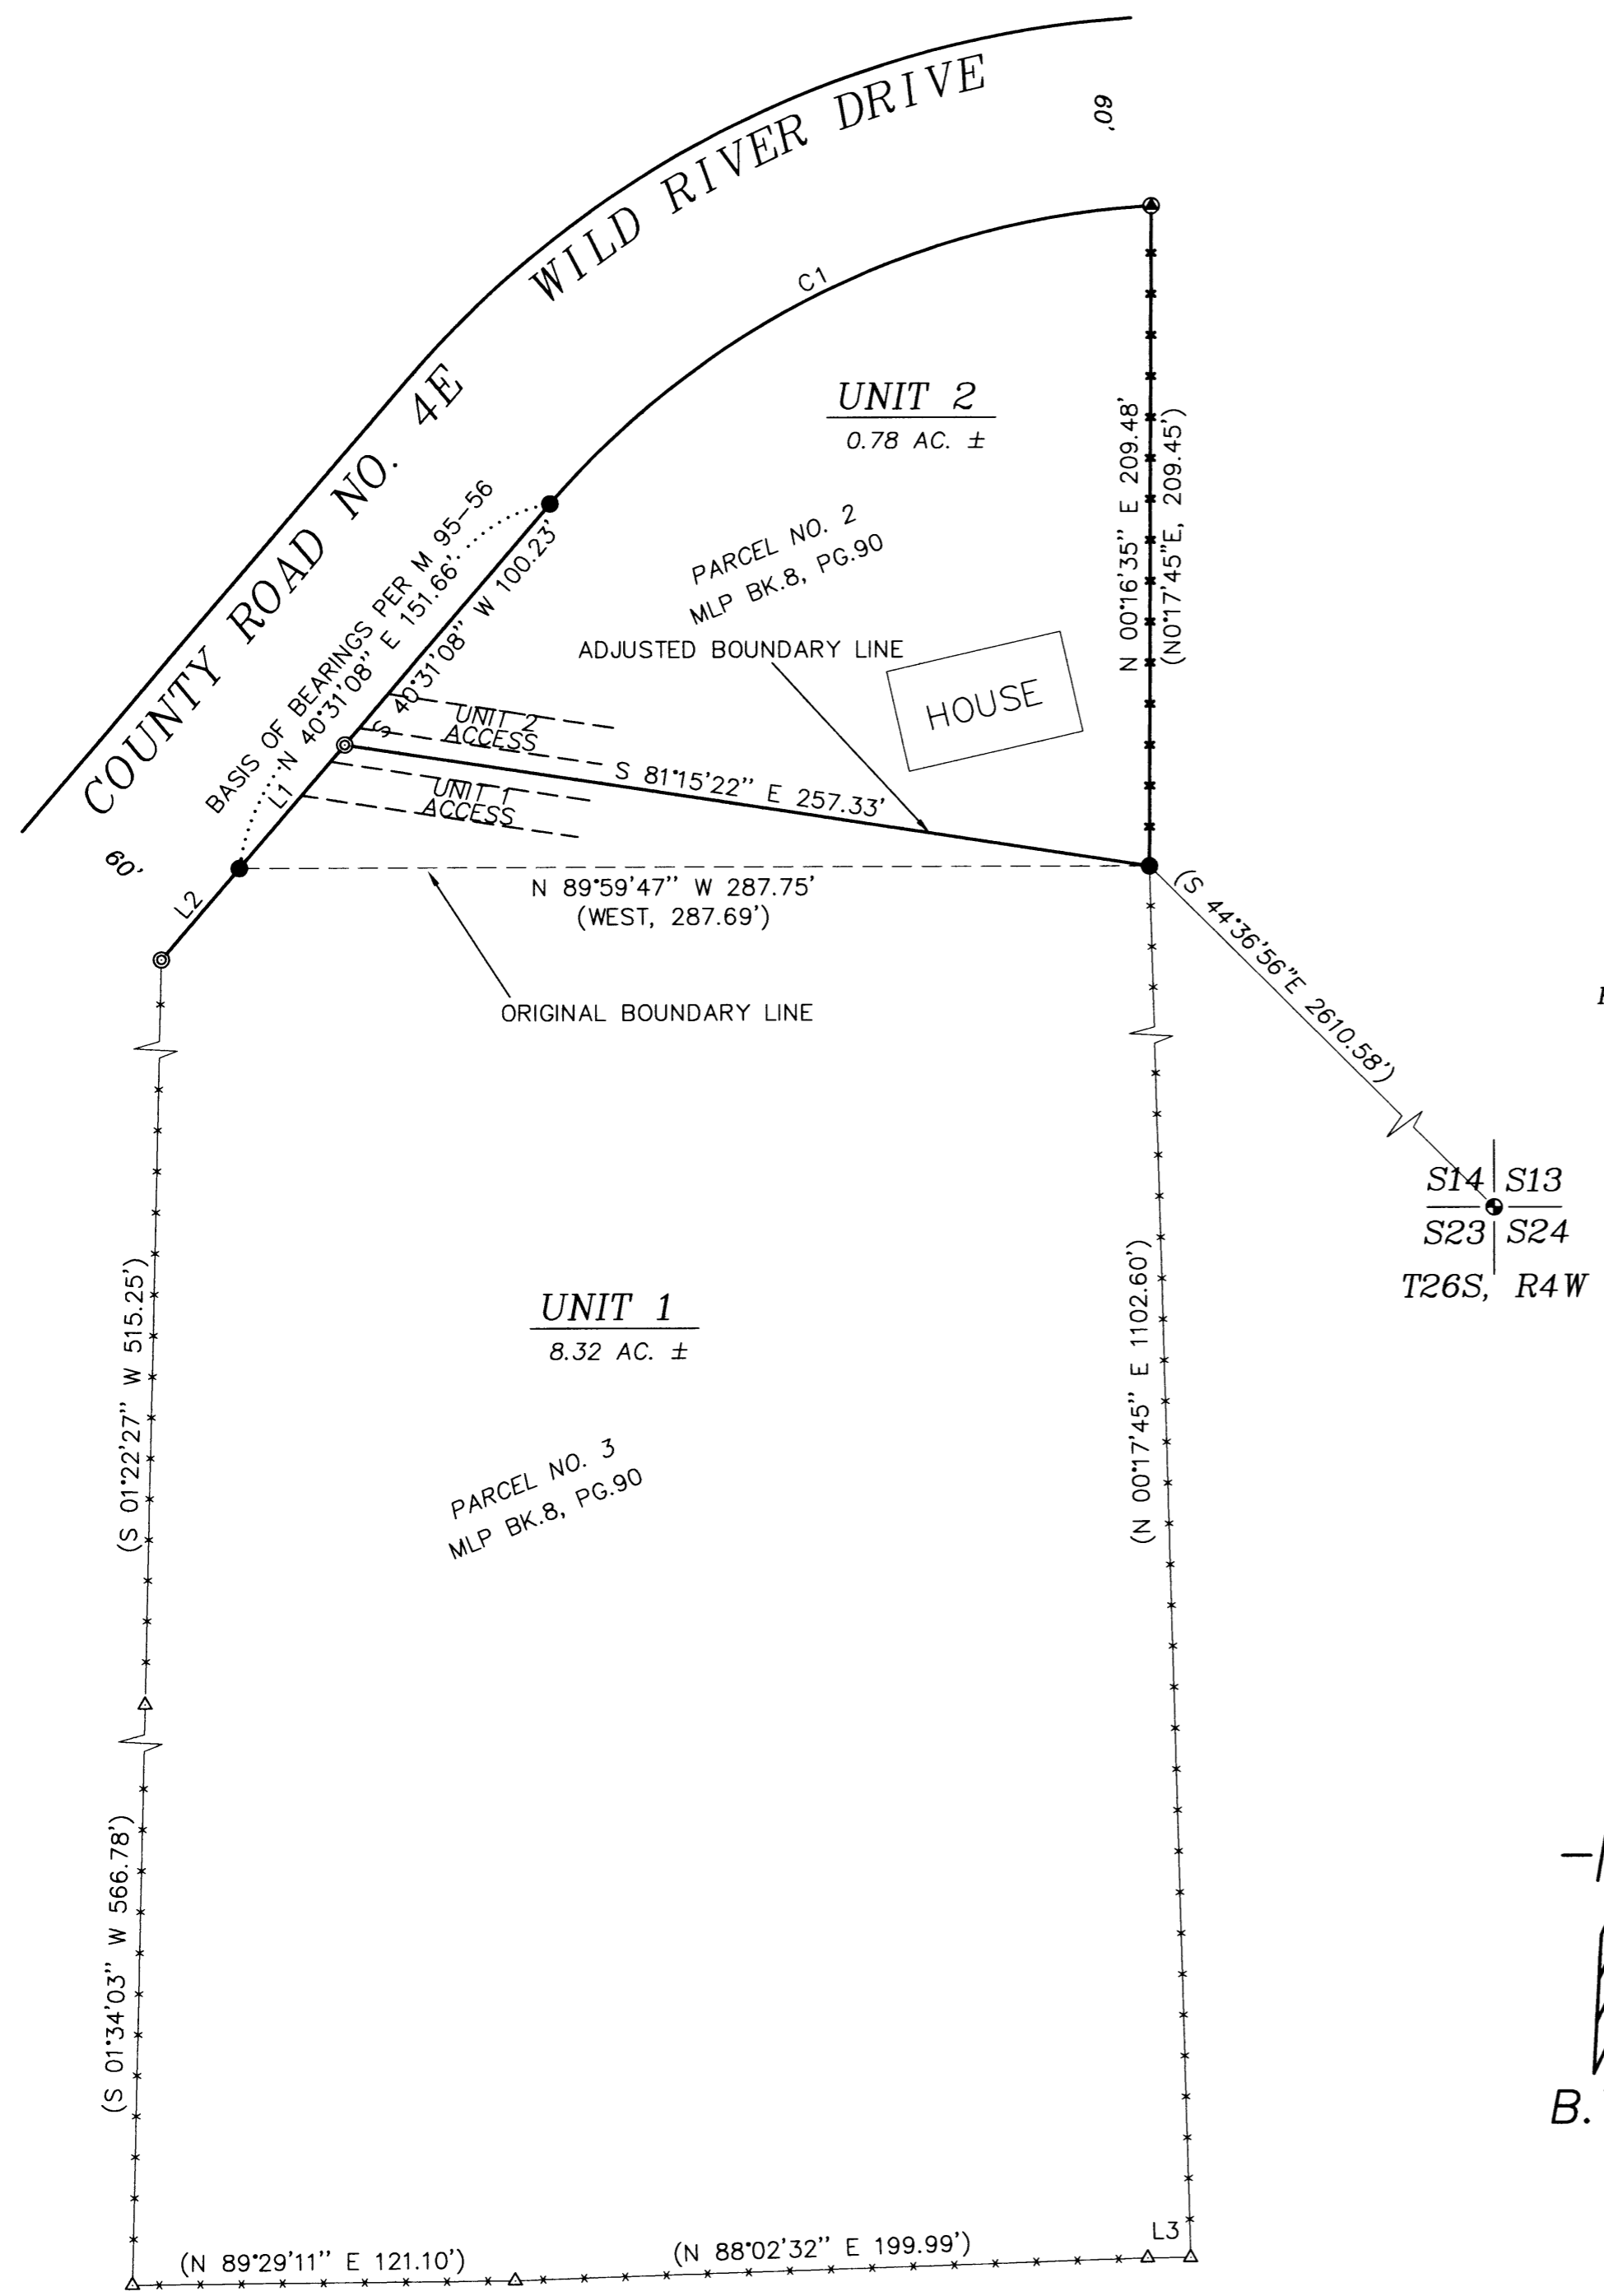 WILD RIVER DRIVE
60'
C1
UNIT 2
0.78 AC. ±
N 00°16'35" E 209.48'
(N0°17'45"E, 209.45')
COUNTY ROAD NO. 4E
BASIS OF BEARINGS PER M 95-56
N 40°31'08" E 151.66'
S 40°31'08" W 100.23'
PARCEL NO. 2
MLP BK.8, PG.90
ADJUSTED BOUNDARY LINE
HOUSE
UNIT 2
ACCESS
S 81°15'22" E 257.33'
L1
UNIT 1
ACCESS
60'
L2
N 89°59'47" W 287.75'
(WEST, 287.69')
(S 44°36'56"E 2610.58')
ORIGINAL BOUNDARY LINE
S14 S13
S23 S24
T26S, R4W
UNIT 1
8.32 AC. ±
(S 01°22'27" W 515.25')
(N 00°17'45" E 1102.60')
PARCEL NO. 3
MLP BK.8, PG.90
(S 01°34'03" W 566.78')
B.
L3
(N 89°29'11" E 121.10')
(N 88°02'32" E 199.99')